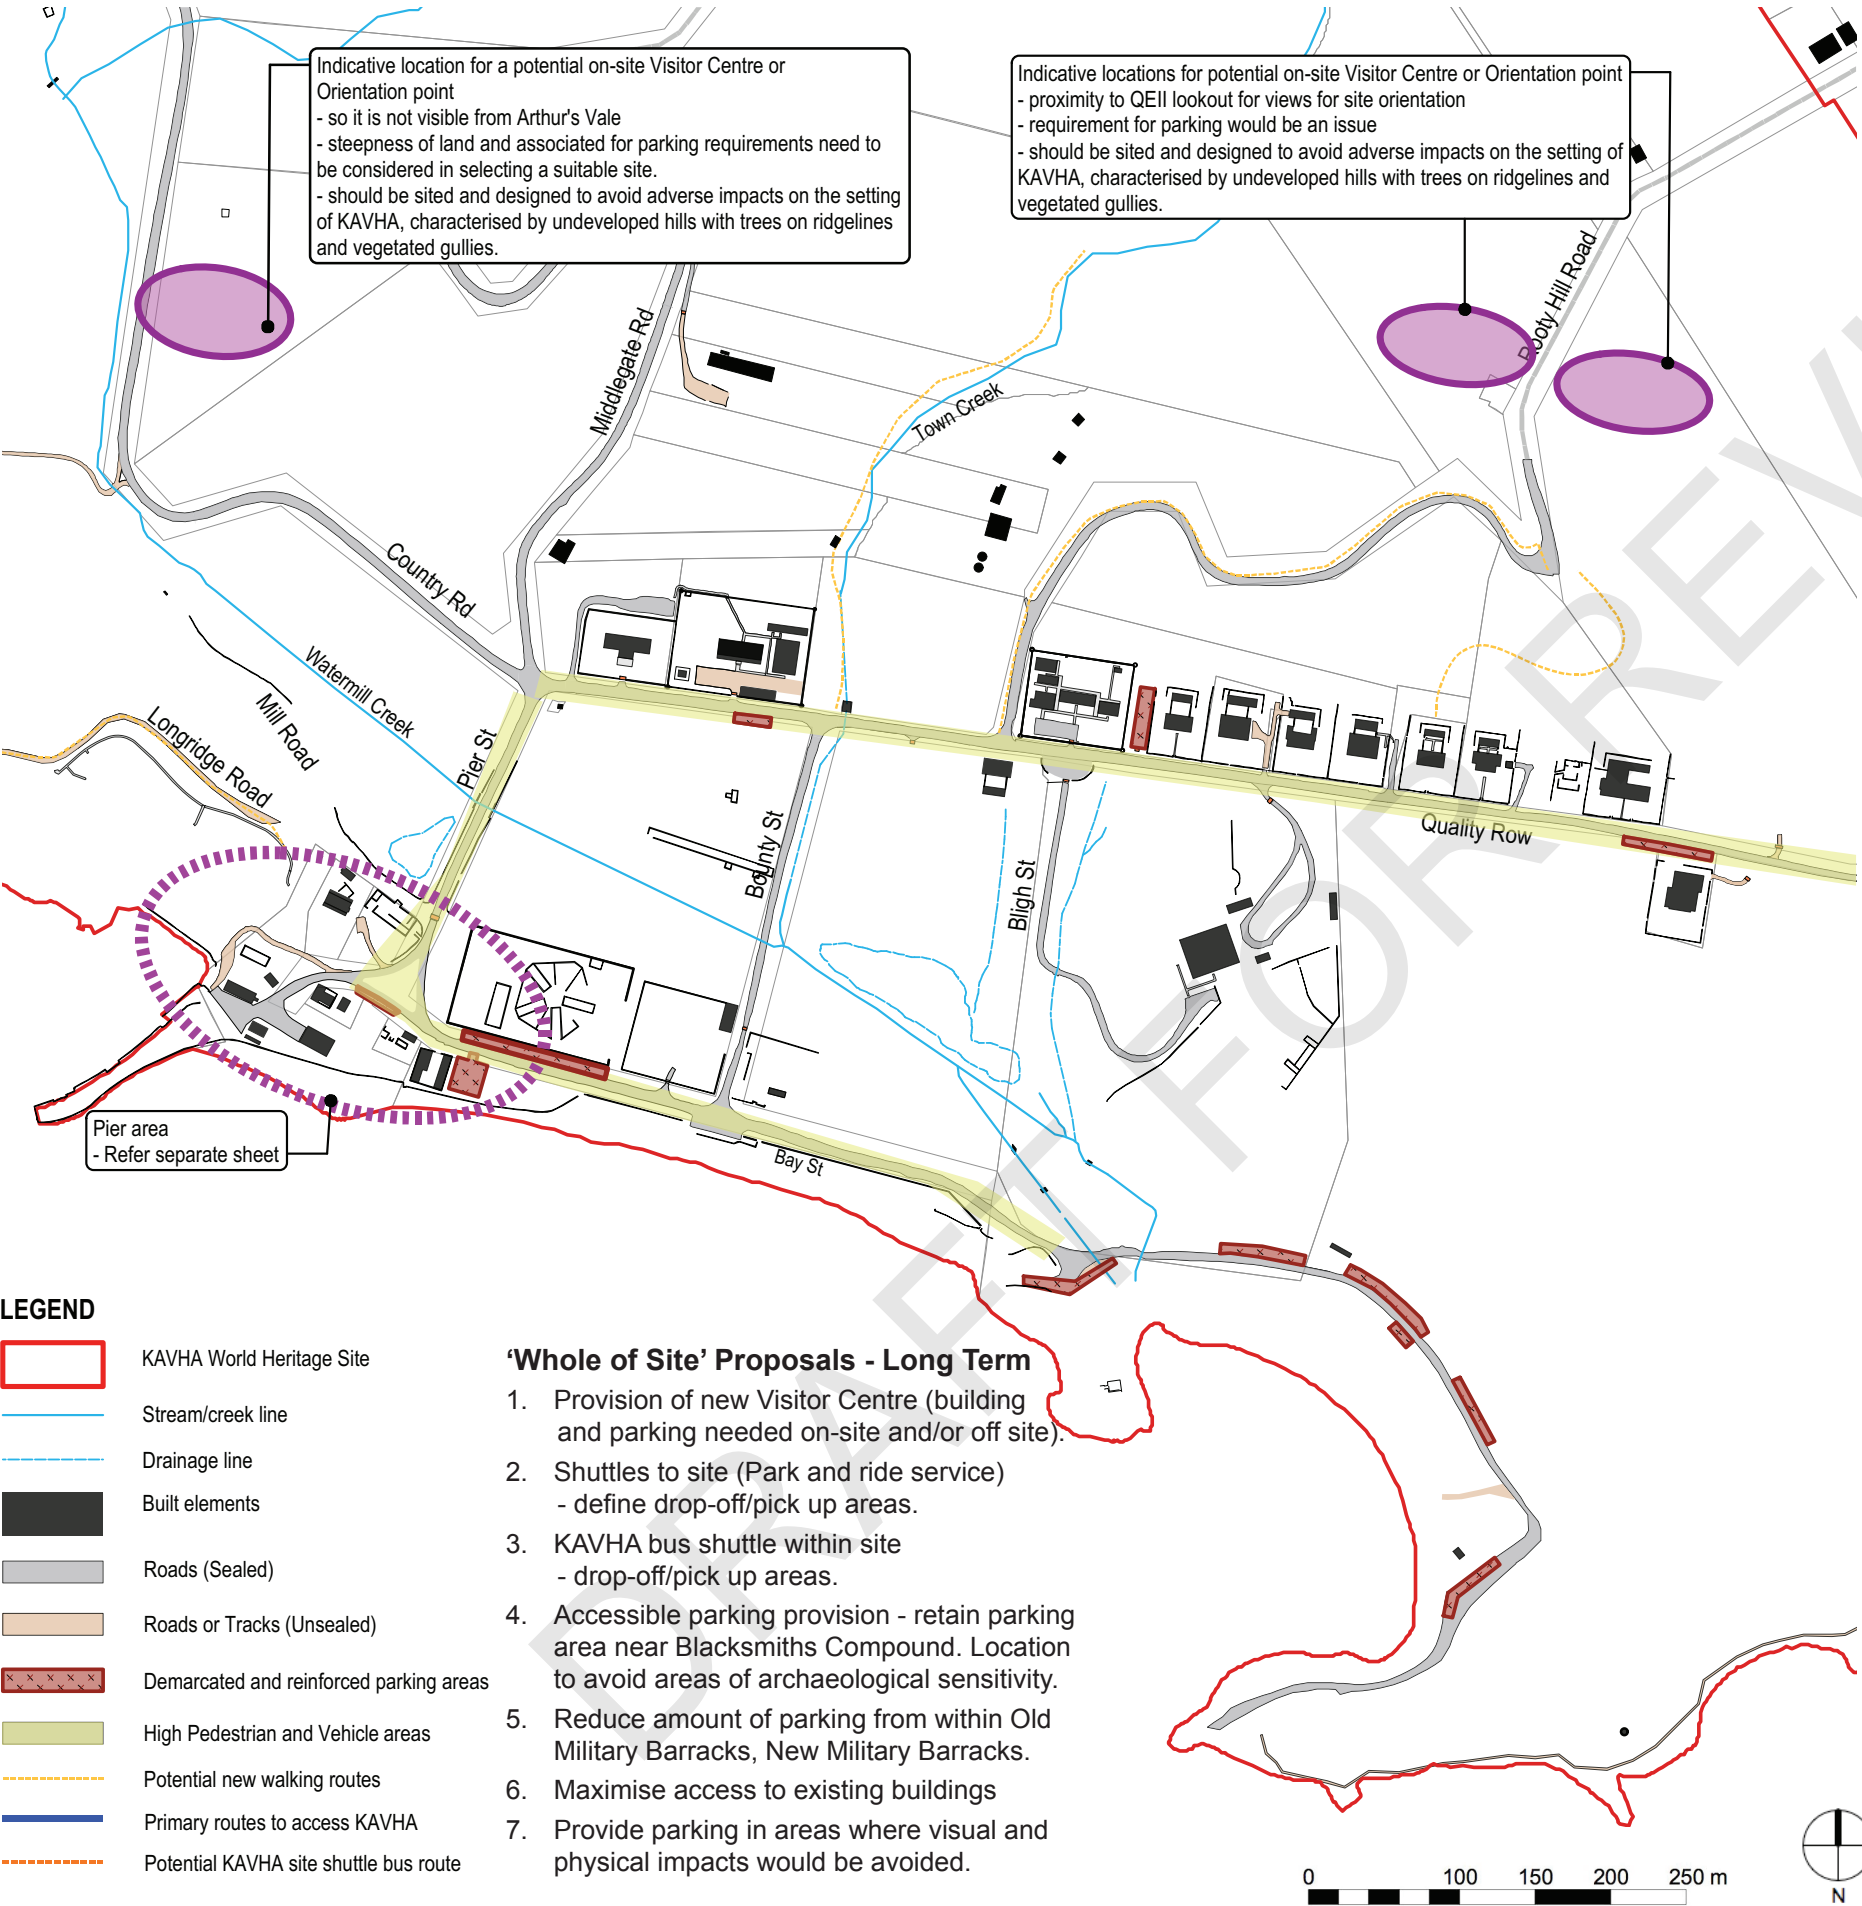 Indicative location for a potential on-site Visitor Centre or
Orientation point
- so it is not visible from Arthur's Vale
- steepness of land and associated for parking requirements need to
be considered in selecting a suitable site.
- should be sited and designed to avoid adverse impacts on the setting
of KAVHA, characterised by undeveloped hills with trees on ridgelines
and vegetated gullies.
Indicative locations for potential on-site Visitor Centre or Orientation point
- proximity to QEII lookout for views for site orientation
- requirement for parking would be an issue
- should be sited and designed to avoid adverse impacts on the setting of
KAVHA, characterised by undeveloped hills with trees on ridgelines and
vegetated gullies.
Rooty Hill Road
Middlegate Rd
Town Creek
Country Rd
Watermill Creek
Mill Road
Longridge Road
Pier St
Bounty St
Bligh St
Quality Row
Bay St
Pier area
- Refer separate sheet
DRAFT FOR REV
LEGEND
KAVHA World Heritage Site
Stream/creek line
Drainage line
Built elements
Roads (Sealed)
Roads or Tracks (Unsealed)
Demarcated and reinforced parking areas
High Pedestrian and Vehicle areas
Potential new walking routes
Primary routes to access KAVHA
Potential KAVHA site shuttle bus route
‘Whole of Site’ Proposals - Long Term
1. Provision of new Visitor Centre (building
and parking needed on-site and/or off site).
2. Shuttles to site (Park and ride service)
- define drop-off/pick up areas.
3. KAVHA bus shuttle within site
- drop-off/pick up areas.
4. Accessible parking provision - retain parking
area near Blacksmiths Compound. Location
to avoid areas of archaeological sensitivity.
5. Reduce amount of parking from within Old
Military Barracks, New Military Barracks.
6. Maximise access to existing buildings
7. Provide parking in areas where visual and
physical impacts would be avoided.
0 100 150 200 250 m
N